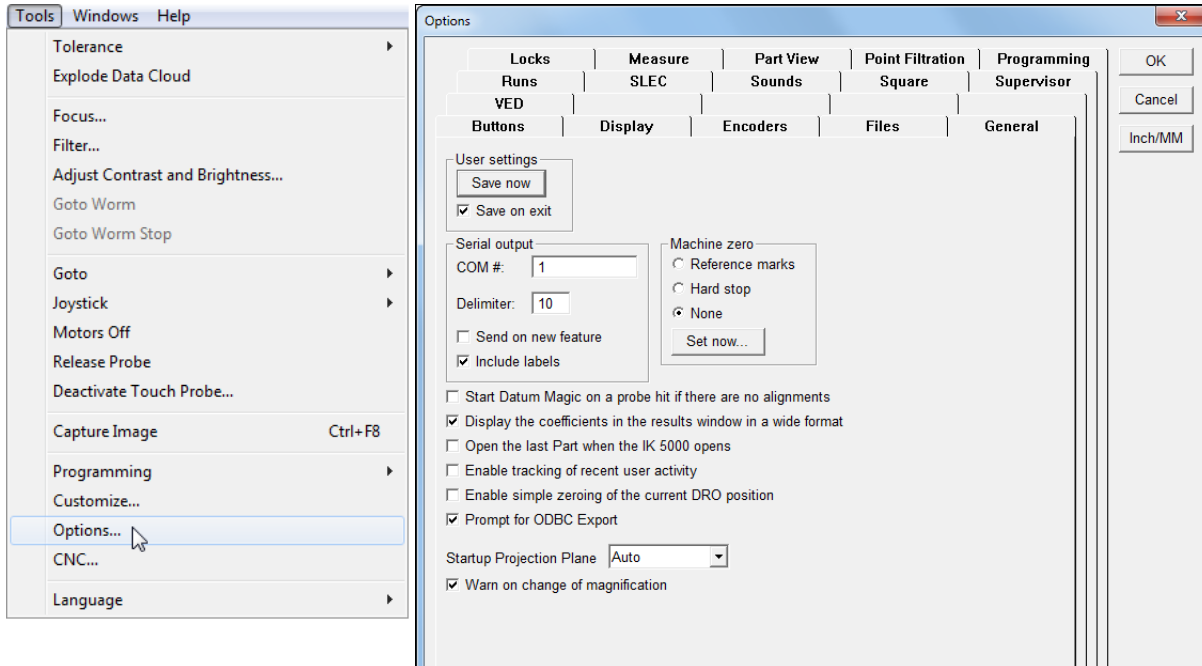 Tools Windows Help
Tolerance
Explode Data Cloud
Focus...
Filter...
Adjust Contrast and Brightness...
Goto Worm
Goto Worm Stop
Goto
Joystick
Motors Off
Release Probe
Deactivate Touch Probe...
Capture Image Ctrl+F8
Programming
Customize...
Options...
CNC...
Language
Options
Locks Measure Part View Point Filtration Programming
Runs SLEC Sounds Square Supervisor
VED
Buttons Display Encoders Files General
OK
Cancel
Inch/MM
User settings
Save now
Save on exit
Serial output
COM #: 1
Delimiter: 10
Send on new feature
Include labels
Machine zero
Reference marks
Hard stop
None
Set now...
Start Datum Magic on a probe hit if there are no alignments
Display the coefficients in the results window in a wide format
Open the last Part when the IK 5000 opens
Enable tracking of recent user activity
Enable simple zeroing of the current DRO position
Prompt for ODBC Export
Startup Projection Plane Auto
Warn on change of magnification